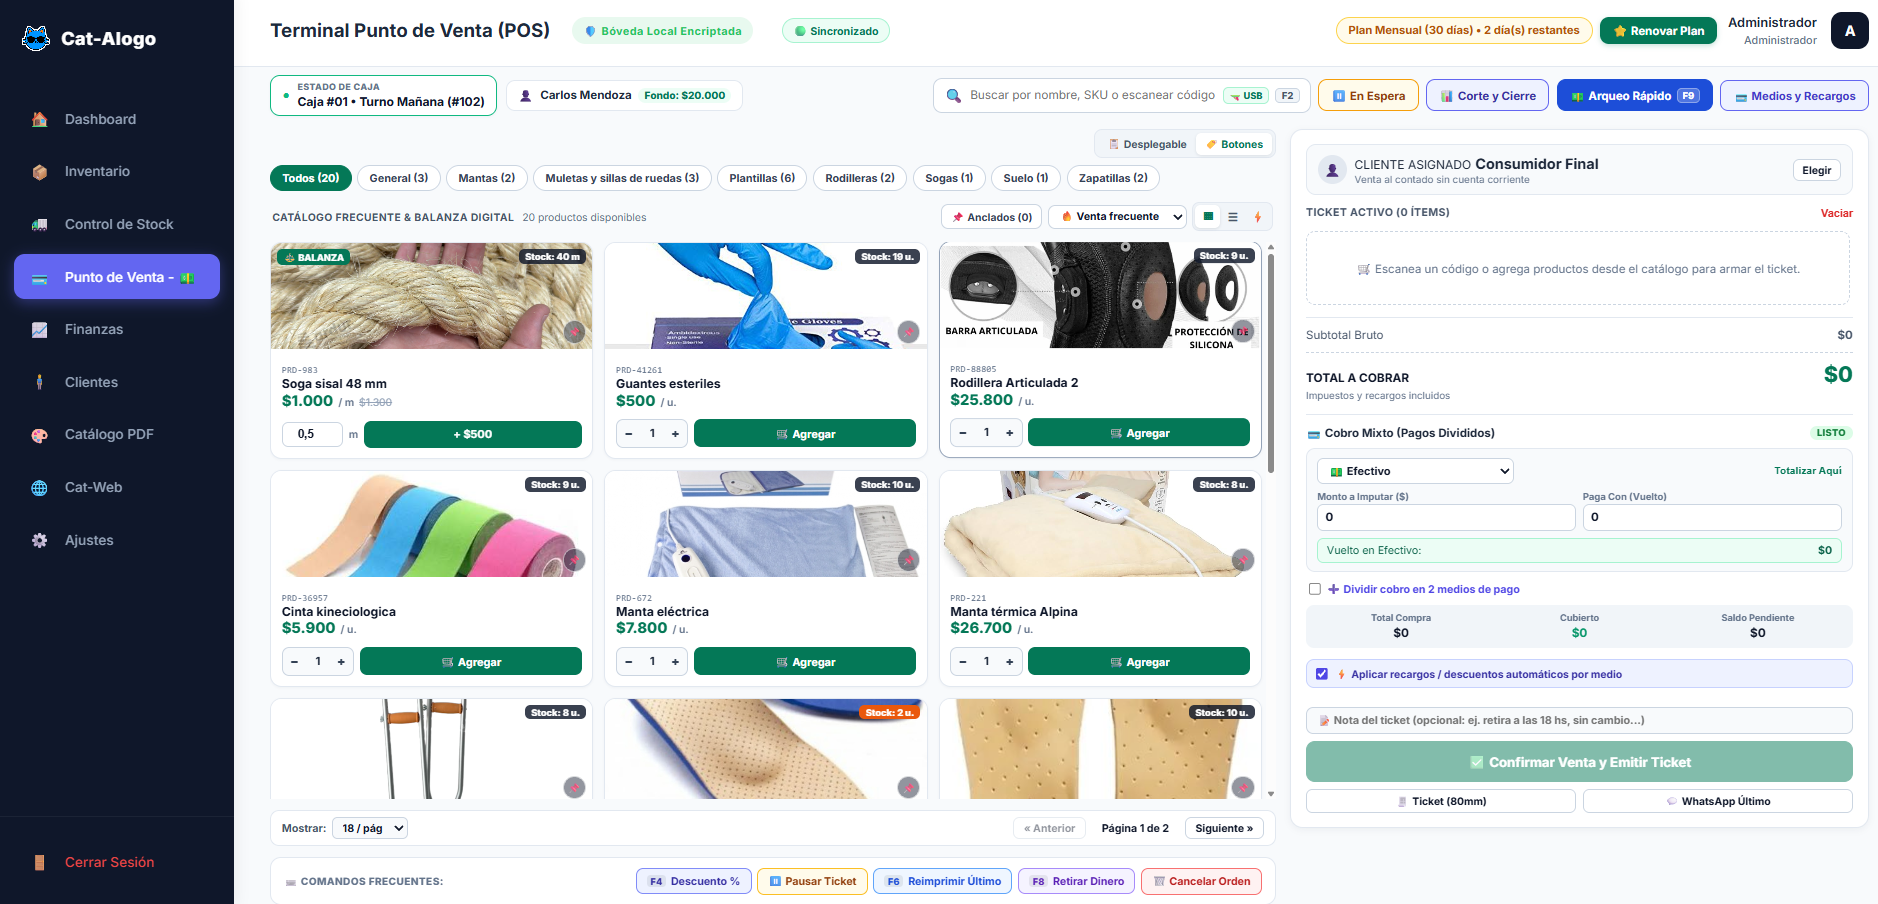 Cat-Alogo
Dashboard
Inventario
Control de Stock
Punto de Venta -
Finanzas
Clientes
Catálogo PDF
Cat-Web
Ajustes
Cerrar Sesión
Terminal Punto de Venta (POS)
Bóveda Local Encriptada
Sincronizado
Plan Mensual (30 días) • 2 día(s) restantes
Renovar Plan
Administrador
Administrador
A
ESTADO DE CAJA
Caja #01 • Turno Mañana (#102)
Carlos Mendoza Fondo: $20.000
Buscar por nombre, SKU o escanear código USB F2
En Espera
Corte y Cierre
Arqueo Rápido F9
Medios y Recargos
Desplegable Botones
Todos (20) General (3) Mantas (2) Muletas y sillas de ruedas (3) Plantillas (6) Rodilleras (2) Sogas (1) Suelo (1) Zapatillas (2)
CATÁLOGO FRECUENTE & BALANZA DIGITAL 20 productos disponibles
Anclados (0) Venta frecuente
BALANZA Stock: 40 m
PRD-983
Soga sisal 48 mm
$1.000 / m $1.300
0,5 m + $500
Stock: 19 u.
Gloves
Ambidextrous
Single use
Non-Sterile
PRD-41261
Guantes esteriles
$500 / u.
− 1 + Agregar
Stock: 9 u.
BARRA ARTICULADA
PROTECCIÓN DE
SILICONA
PRD-88805
Rodillera Articulada 2
$25.800 / u.
− 1 + Agregar
Stock: 9 u.
PRD-36957
Cinta kineciologica
$5.900 / u.
− 1 + Agregar
Stock: 10 u.
PRD-672
Manta eléctrica
$7.800 / u.
− 1 + Agregar
Stock: 8 u.
PRD-221
Manta térmica Alpina
$26.700 / u.
− 1 + Agregar
Stock: 8 u.
Stock: 2 u.
Stock: 10 u.
Mostrar: 18 / pág
« Anterior Página 1 de 2 Siguiente »
COMANDOS FRECUENTES:
F4 Descuento %
Pausar Ticket
F6 Reimprimir Último
F8 Retirar Dinero
Cancelar Orden
CLIENTE ASIGNADO Consumidor Final
Venta al contado sin cuenta corriente
Elegir
TICKET ACTIVO (0 ÍTEMS) Vaciar
Escanea un código o agrega productos desde el catálogo para armar el ticket.
Subtotal Bruto $0
TOTAL A COBRAR $0
Impuestos y recargos incluidos
Cobro Mixto (Pagos Divididos) LISTO
Efectivo Totalizar Aquí
Monto a Imputar ($) Paga Con (Vuelto)
0 0
Vuelto en Efectivo: $0
Dividir cobro en 2 medios de pago
Total Compra Cubierto Saldo Pendiente
$0 $0 $0
Aplicar recargos / descuentos automáticos por medio
Nota del ticket (opcional: ej. retira a las 18 hs, sin cambio...)
Confirmar Venta y Emitir Ticket
Ticket (80mm) WhatsApp Último